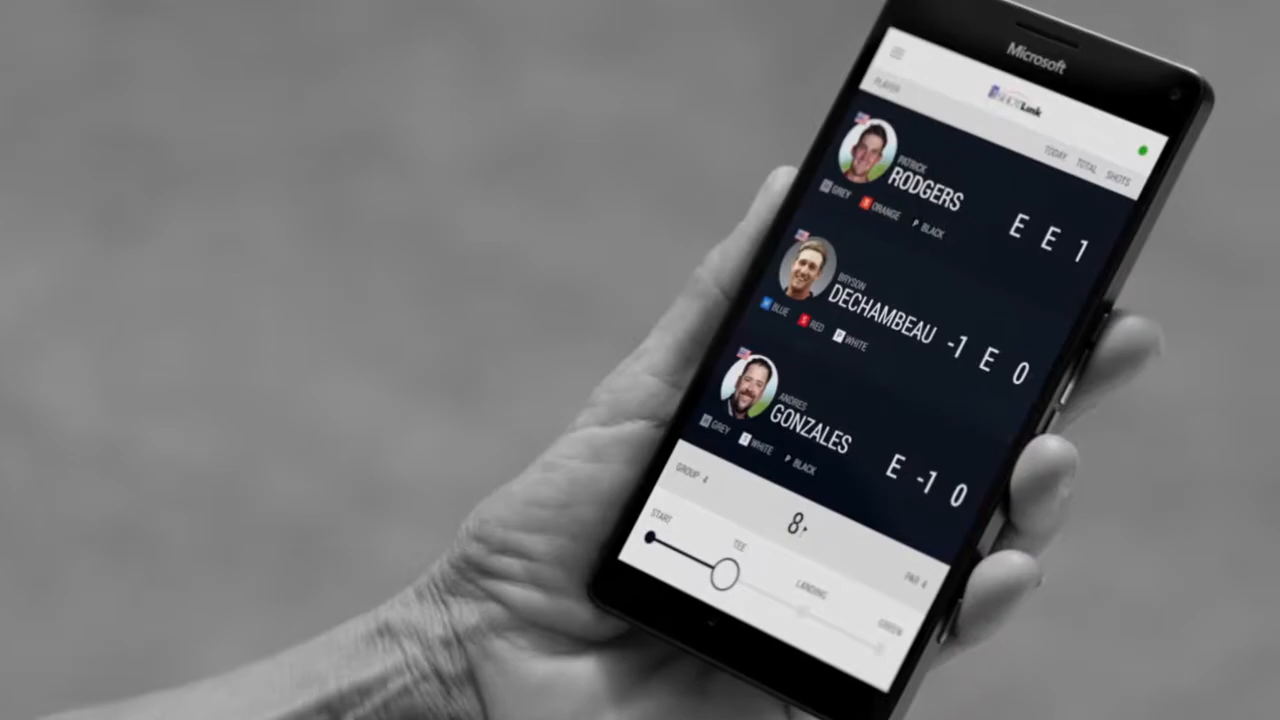 Microsoft
SHOTLink
PLAYER
TODAY TOTAL SHOTS
PATRICK
RODGERS
E E 1
H GREY S ORANGE P BLACK
BRYSON
DECHAMBEAU -1 E 0
H BLUE S RED P WHITE
ANDRES
GONZALES
E -1 0
H GREY S WHITE P BLACK
GROUP 4
8
PAR 4
START
TEE
LANDING
GREEN